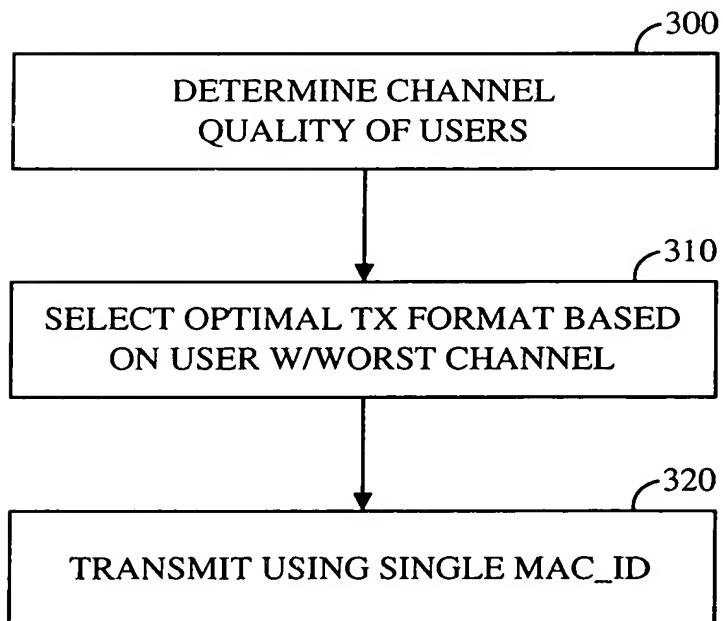 300
DETERMINE CHANNEL
QUALITY OF USERS
310
SELECT OPTIMAL TX FORMAT BASED
ON USER W/WORST CHANNEL
320
TRANSMIT USING SINGLE MAC_ID